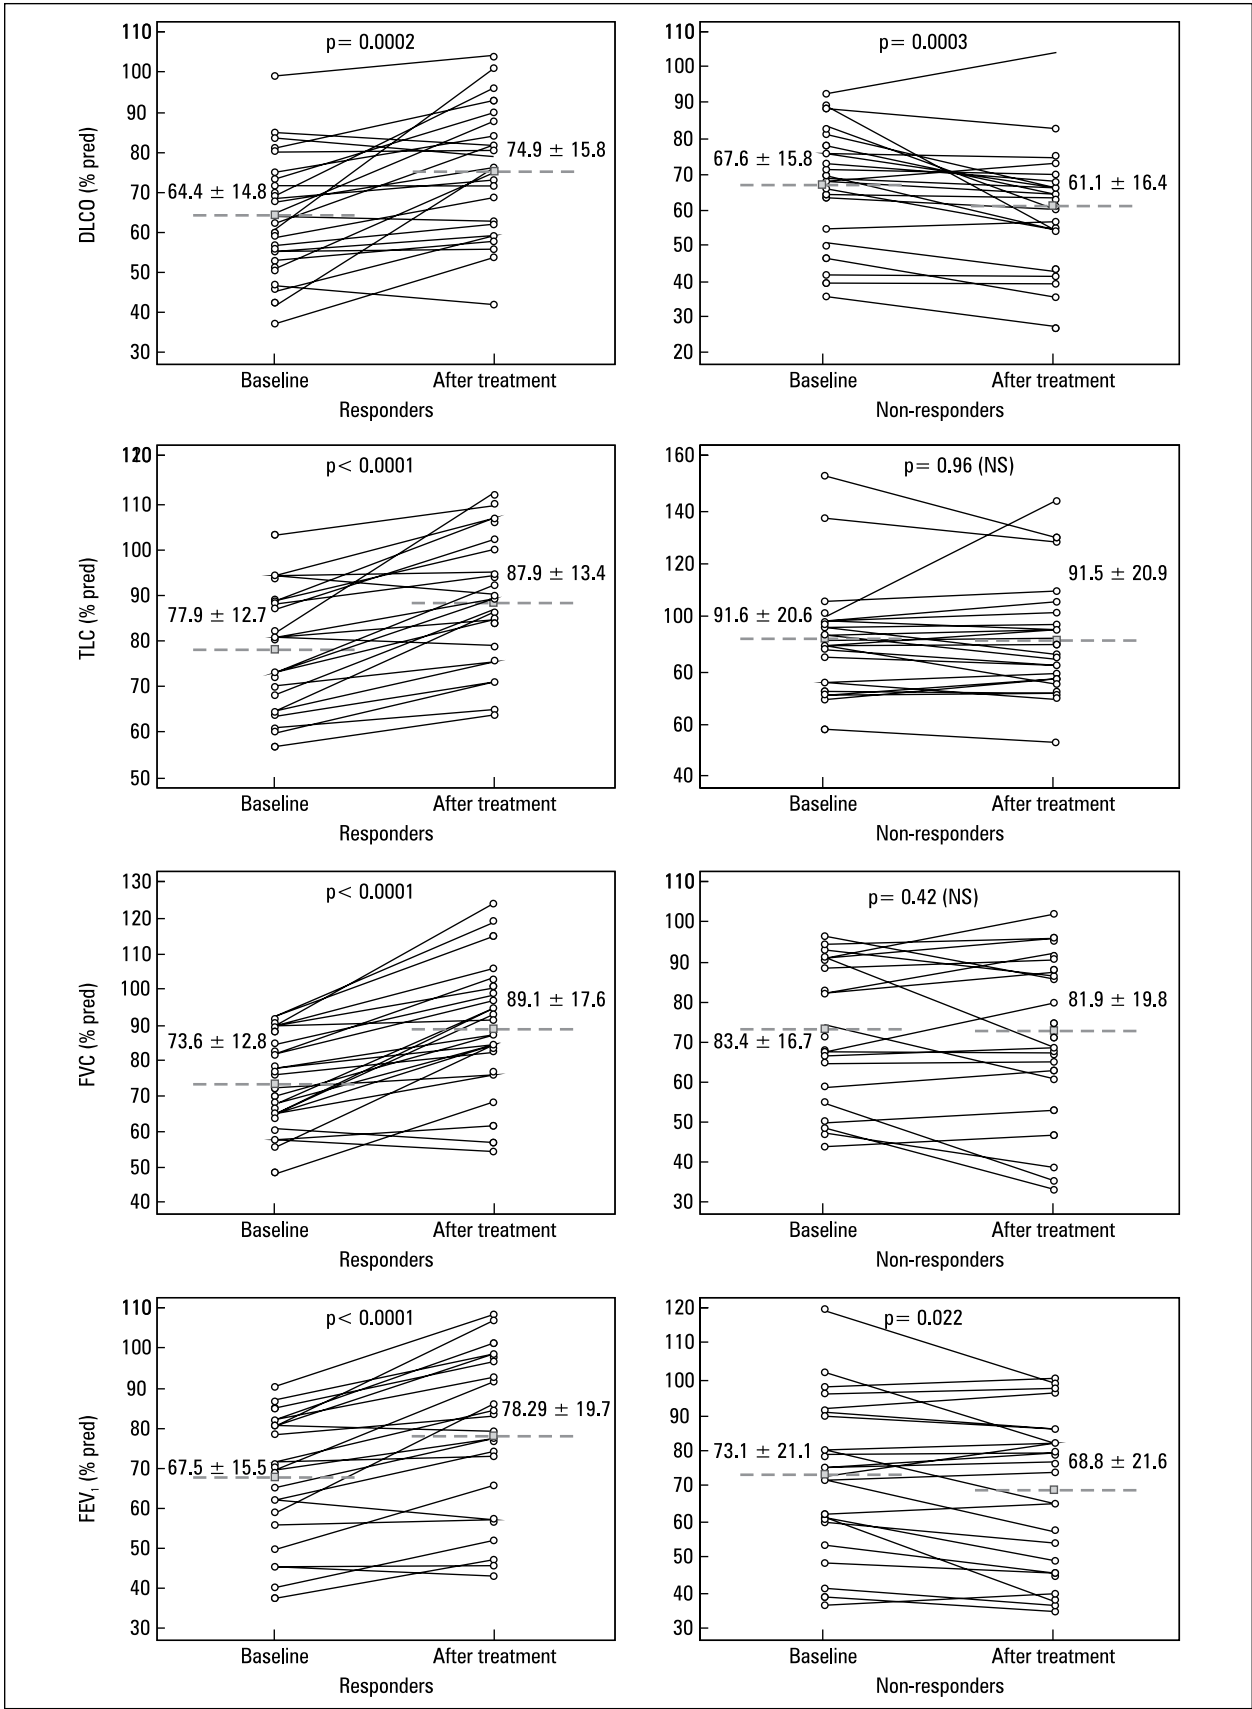 DLCO (% pred)
110
100
90
80
70
60
50
40
30
p= 0.0002
64.4 ± 14.8
74.9 ± 15.8
Baseline
After treatment
Responders
110
100
90
80
70
60
50
40
30
20
p= 0.0003
67.6 ± 15.8
61.1 ± 16.4
Baseline
After treatment
Non-responders
TLC (% pred)
110
100
90
80
70
60
50
p< 0.0001
77.9 ± 12.7
87.9 ± 13.4
Baseline
After treatment
Responders
160
140
120
100
60
60
40
p= 0.96 (NS)
91.6 ± 20.6
91.5 ± 20.9
Baseline
After treatment
Non-responders
FVC (% pred)
130
120
110
100
90
80
70
60
50
40
p< 0.0001
73.6 ± 12.8
89.1 ± 17.6
Baseline
After treatment
Responders
110
100
90
80
70
60
50
40
30
p= 0.42 (NS)
83.4 ± 16.7
81.9 ± 19.8
Baseline
After treatment
Non-responders
FEV₁ (% pred)
110
100
90
80
70
60
50
40
30
p< 0.0001
67.5 ± 15.5
78.29 ± 19.7
Baseline
After treatment
Responders
120
110
100
90
80
70
60
50
40
30
p= 0.022
73.1 ± 21.1
68.8 ± 21.6
Baseline
After treatment
Non-responders